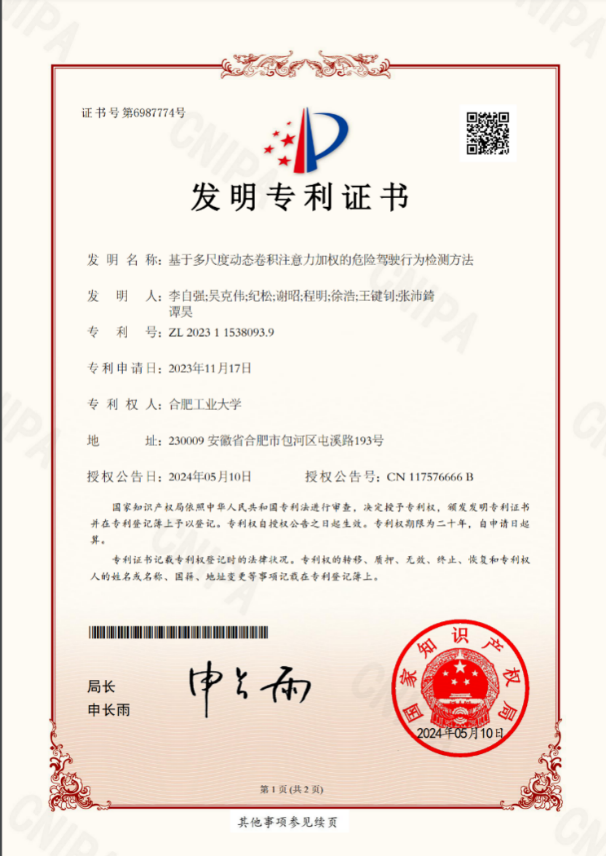 证书号第6987774号
发明专利证书
发明名称：基于多尺度动态卷积注意力加权的危险驾驶行为检测方法
发明人：李自强;吴克伟;纪松;谢昭;程明;徐浩;王键钊;张沛錡
谭昊
专利号：ZL 2023 1 1538093.9
专利申请日：2023年11月17日
专利权人：合肥工业大学
地址：230009 安徽省合肥市包河区屯溪路193号
授权公告日：2024年05月10日 授权公告号：CN 117576666 B
国家知识产权局依照中华人民共和国专利法进行审查，决定授予专利权，颁发发明专利证书
并在专利登记簿上予以登记。专利权自授权公告之日起生效。专利权期限为二十年，自申请日起
算。
专利证书记载专利权登记时的法律状况。专利权的转移、质押、无效、终止、恢复和专利权
人的姓名或名称、国籍、地址变更等事项记载在专利登记簿上。
局长
申长雨
申长雨
国家知识产权局
2024年05月10日
第 1 页 (共 2 页)
其他事项参见续页
CNIPA